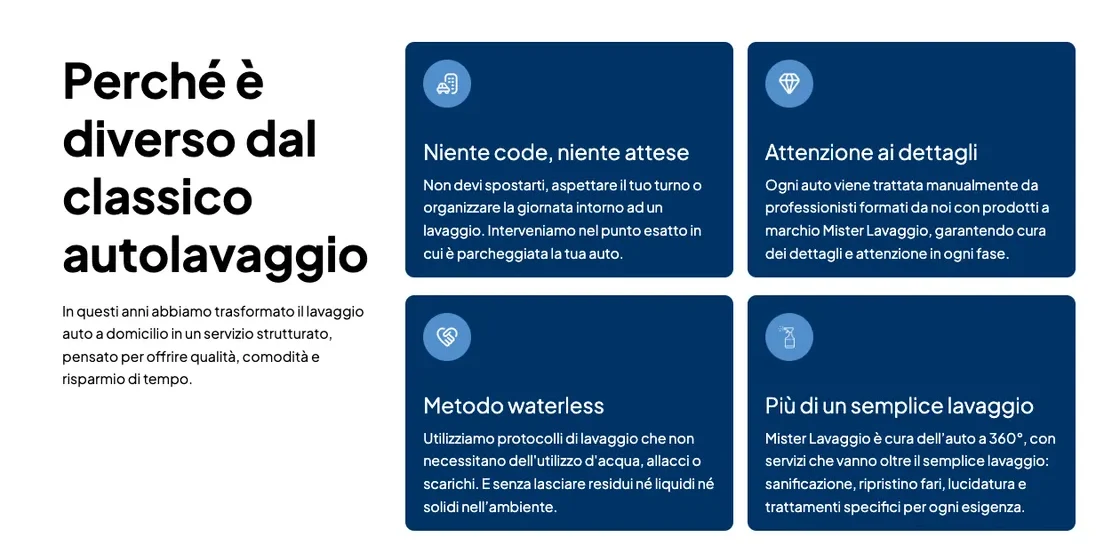 Perché è
diverso dal
classico
autolavaggio
In questi anni abbiamo trasformato il lavaggio
auto a domicilio in un servizio strutturato,
pensato per offrire qualità, comodità e
risparmio di tempo.
Niente code, niente attese
Non devi spostarti, aspettare il tuo turno o
organizzare la giornata intorno ad un
lavaggio. Interveniamo nel punto esatto in
cui è parcheggiata la tua auto.
Attenzione ai dettagli
Ogni auto viene trattata manualmente da
professionisti formati da noi con prodotti a
marchio Mister Lavaggio, garantendo cura
dei dettagli e attenzione in ogni fase.
Metodo waterless
Utilizziamo protocolli di lavaggio che non
necessitano dell'utilizzo d'acqua, allacci o
scarichi. E senza lasciare residui né liquidi né
solidi nell’ambiente.
Più di un semplice lavaggio
Mister Lavaggio è cura dell’auto a 360°, con
servizi che vanno oltre il semplice lavaggio:
sanificazione, ripristino fari, lucidatura e
trattamenti specifici per ogni esigenza.